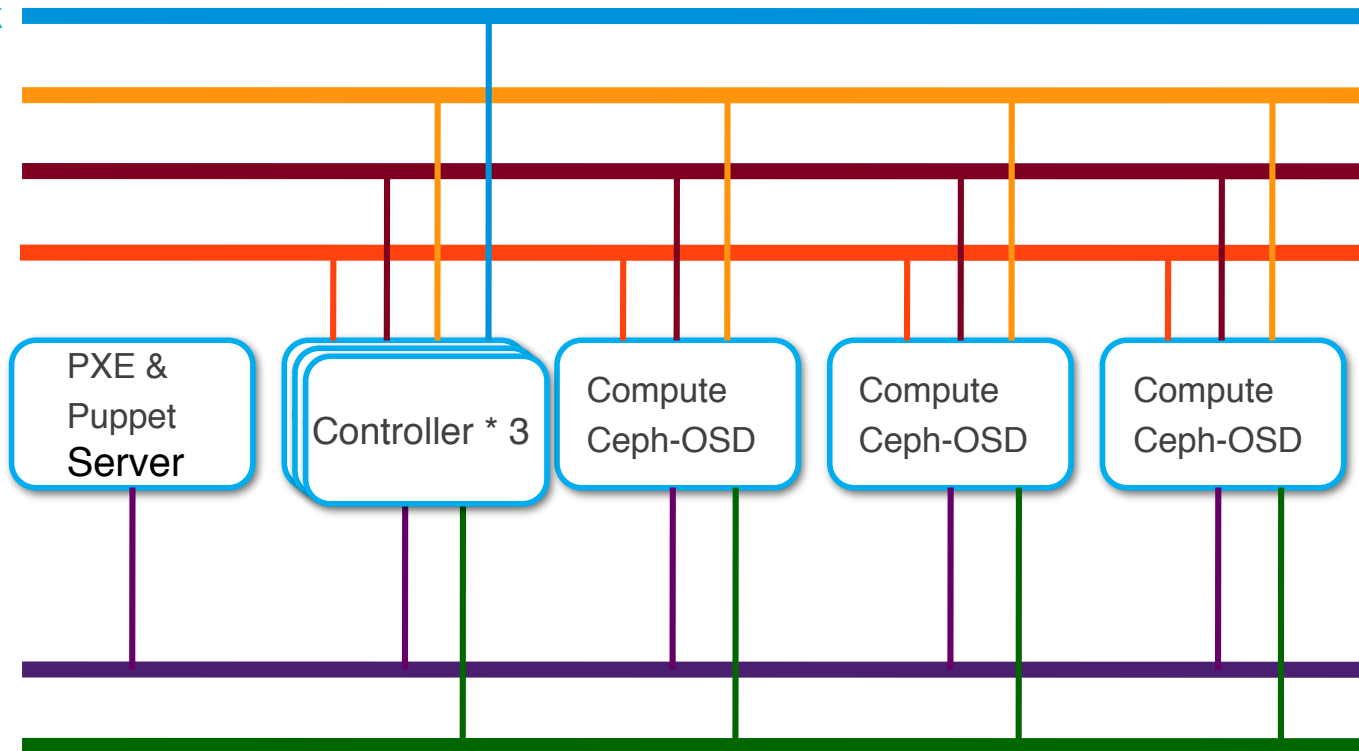 PXE &
Puppet
Server
Controller * 3
Compute
Ceph-OSD
Compute
Ceph-OSD
Compute
Ceph-OSD